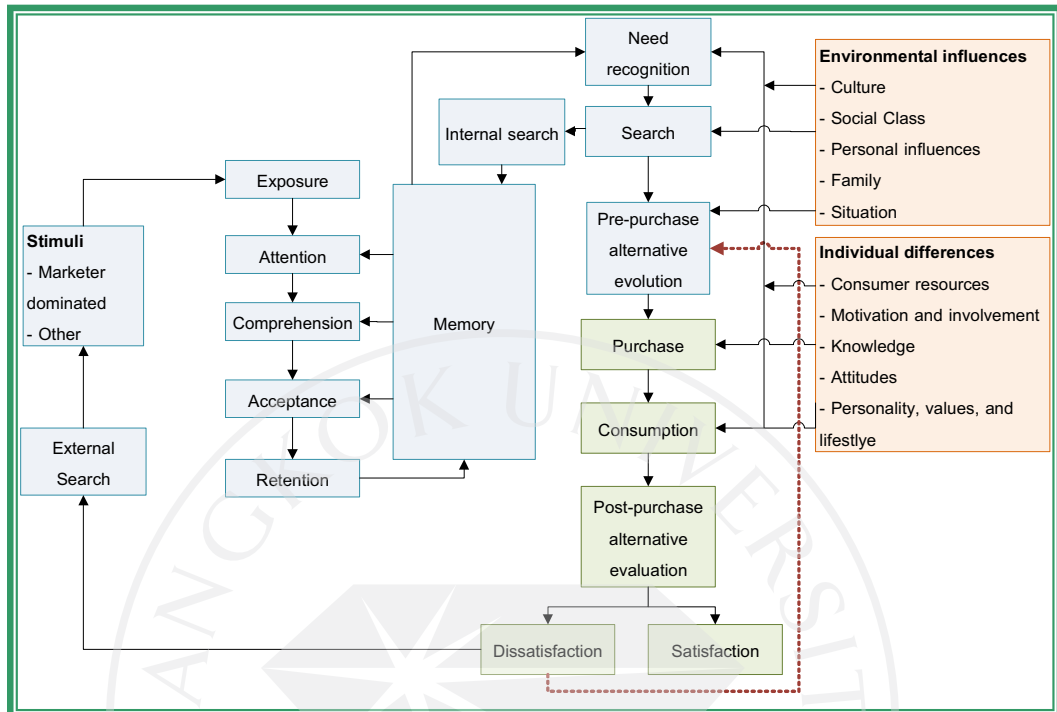 Need
recognition
Internal search
Search
Exposure
Stimuli
- Marketer
dominated
- Other
Attention
Comprehension
Memory
Acceptance
External
Search
Retention
Pre-purchase
alternative
evolution
Purchase
Consumption
Post-purchase
alternative
evaluation
Dissatisfaction
Satisfaction
Environmental influences
- Culture
- Social Class
- Personal influences
- Family
- Situation
Individual differences
- Consumer resources
- Motivation and involvement
- Knowledge
- Attitudes
- Personality, values, and
lifestlye
ANGKOK UNIVERSIT